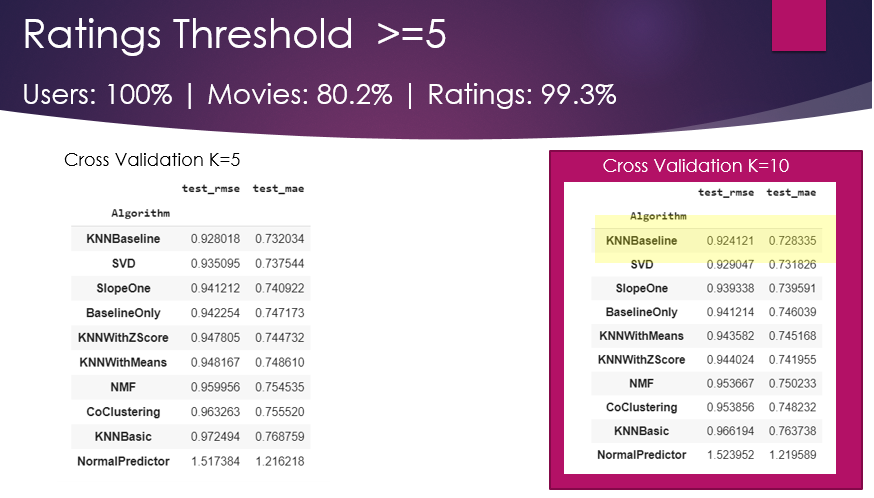 Ratings Threshold >=5
Users: 100% | Movies: 80.2% | Ratings: 99.3%
Cross Validation K=5
test_rmse test_mae
Algorithm
KNNBaseline 0.928018 0.732034
SVD 0.935095 0.737544
SlopeOne 0.941212 0.740922
BaselineOnly 0.942254 0.747173
KNNWithZScore 0.947805 0.744732
KNNWithMeans 0.948167 0.748610
NMF 0.959956 0.754535
CoClustering 0.963263 0.755520
KNNBasic 0.972494 0.768759
NormalPredictor 1.517384 1.216218
Cross Validation K=10
test_rmse test_mae
Algorithm
KNNBaseline 0.924121 0.728335
SVD 0.929047 0.731826
SlopeOne 0.939338 0.739591
BaselineOnly 0.941214 0.746039
KNNWithMeans 0.943582 0.745168
KNNWithZScore 0.944024 0.741955
NMF 0.953667 0.750233
CoClustering 0.953856 0.748232
KNNBasic 0.966194 0.763738
NormalPredictor 1.523952 1.219589